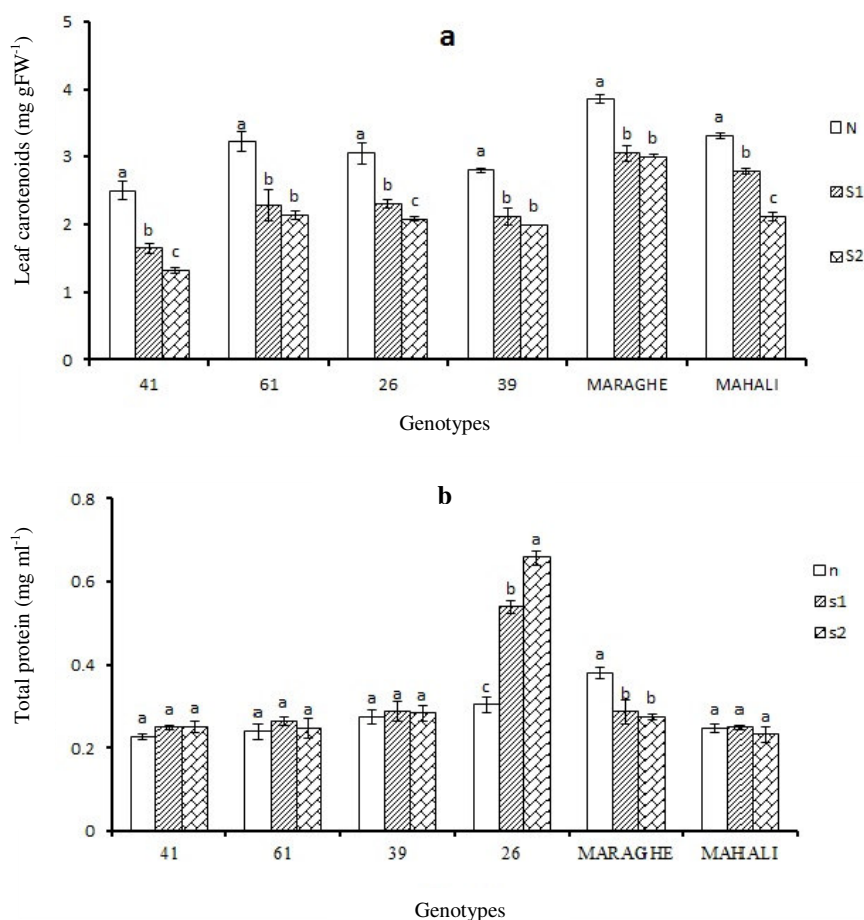 a
Leaf carotenoids (mg gFW⁻¹)
5
4
3
2
1
0
a b c
a b b
a b c
a b b
a b b
a b c
N
S1
S2
41 61 26 39 MARAGHE MAHALI
Genotypes
b
Total protein (mg ml⁻¹)
0.8
0.6
0.4
0.2
0
a a a
a a a
a a a
c b a
a b b
a a a
n
s1
s2
41 61 39 26 MARAGHE MAHALI
Genotypes